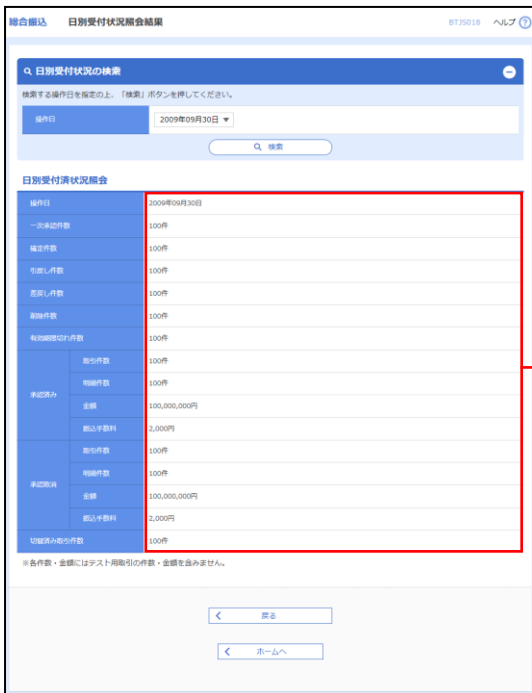 総合振込 日別受付状況照会結果 BTJS018 ヘルプ ?
日別受付状況の検索
検索する操作日を指定の上、「検索」ボタンを押してください。
操作日 2009年09月30日 ▼
検索
日別受付済状況照会
操作日 2009年09月30日
一次承認件数 100件
確定件数 100件
引戻し件数 100件
差戻し件数 100件
削除件数 100件
有効期限切れ件数 100件
承認済み 取引件数 100件
明細件数 100件
金額 100,000,000円
振込手数料 2,000円
承認取消 取引件数 100件
明細件数 100件
金額 100,000,000円
振込手数料 2,000円
切替済み取引件数 100件
※各件数・金額にはテスト用取引の件数・金額を含みません。
戻る
ホームへ